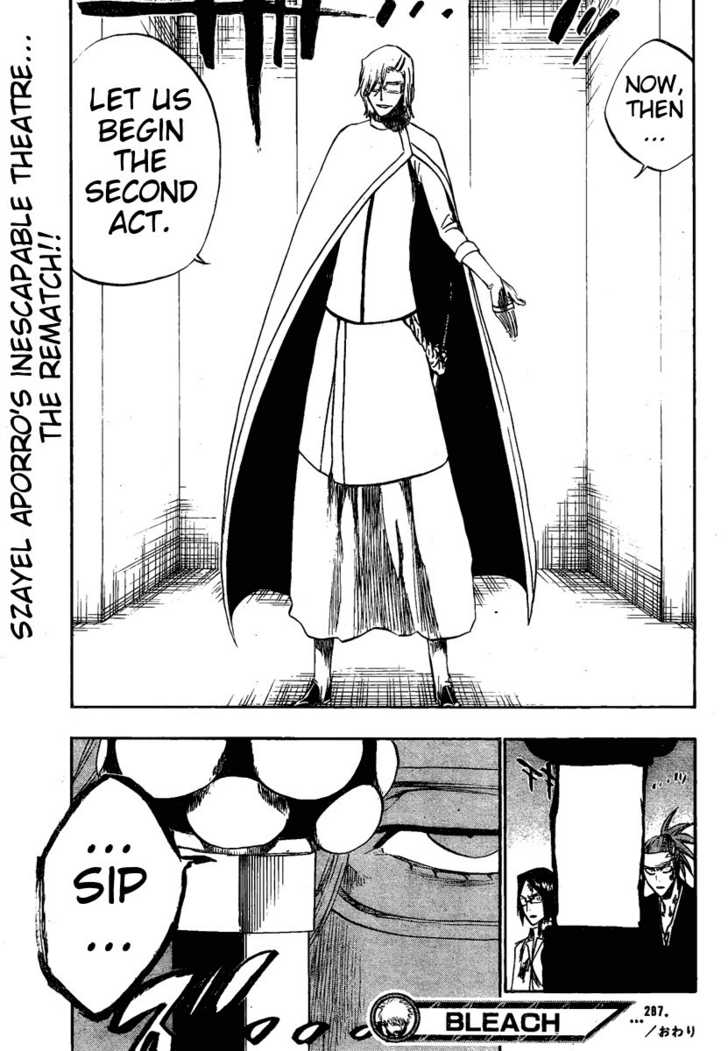 NOW,
THEN
...
LET US
BEGIN
THE
SECOND
ACT.
SZAYEL APORRO'S INESCAPABLE THEATRE...
THE REMATCH!!
...
SIP
...
BLEACH
287.
...
/おわり